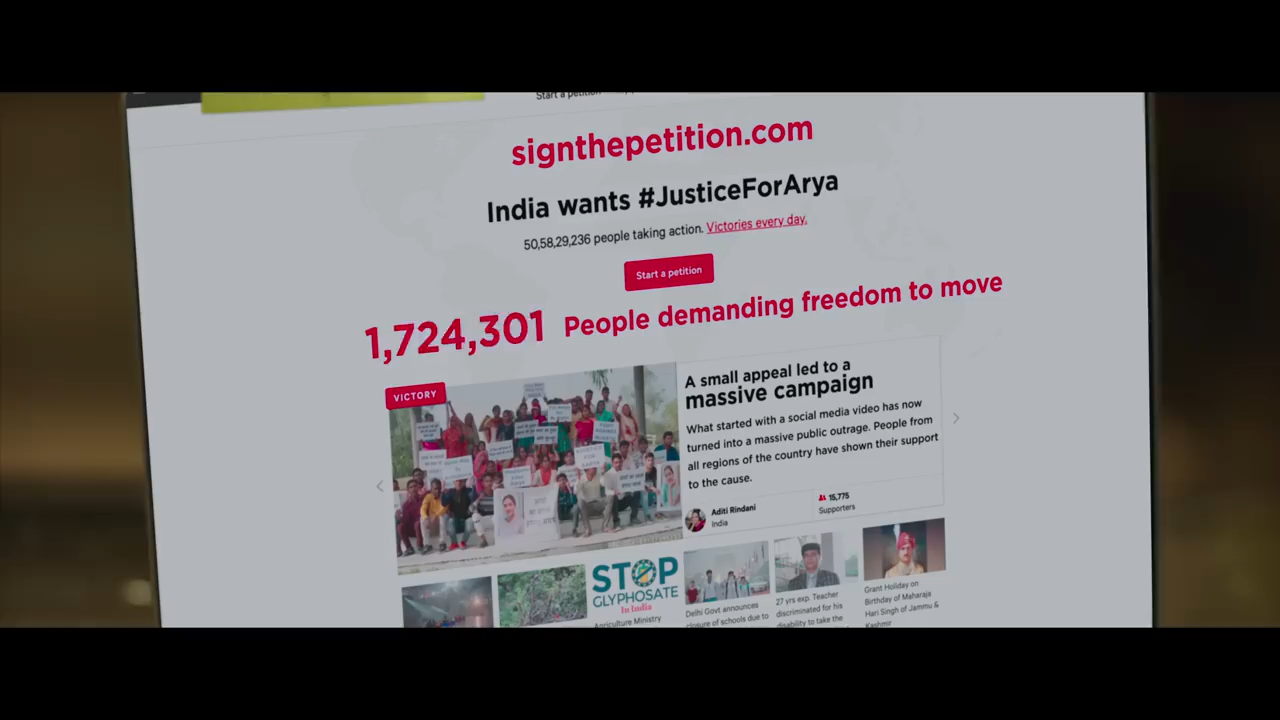 Start a petition
signthepetition.com
India wants #JusticeForArya
50,58,29,236 people taking action. Victories every day.
Start a petition
1,724,301 People demanding freedom to move
VICTORY
A small appeal led to a
massive campaign
What started with a social media video has now
turned into a massive public outrage. People from
all regions of the country have shown their support
to the cause.
Aditi Rindani
India
15,775
Supporters
STOP
GLYPHOSATE
In India
Agriculture Ministry
Delhi Govt announces
closure of schools due to
27 yrs exp. Teacher
discriminated for his
disability to take the
Grant Holiday on
Birthday of Maharaja
Hari Singh of Jammu &
Kashmir